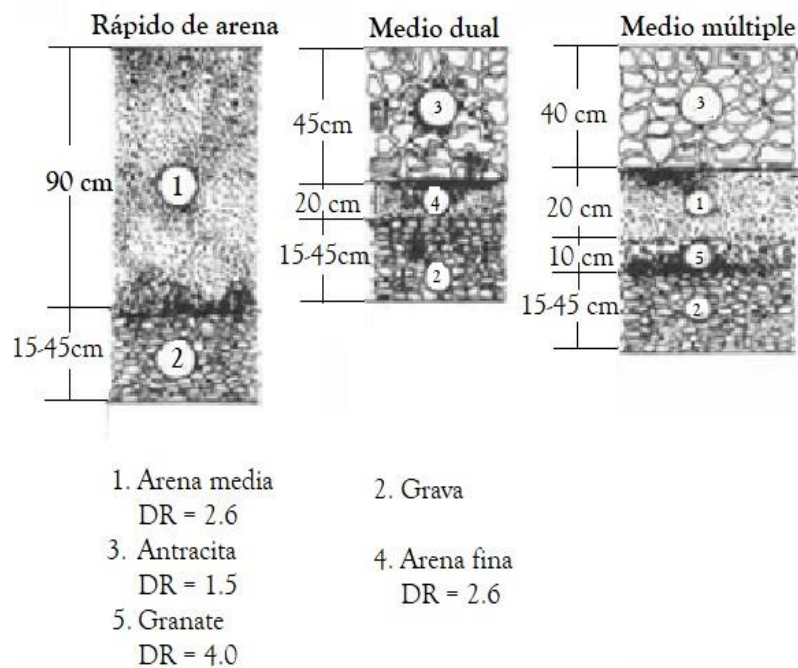 Rápido de arena
90 cm
1
15-45cm
2
Medio dual
45cm
3
20 cm
4
15-45cm
2
Medio múltiple
40 cm
3
20 cm
1
10 cm
5
15-45 cm
2
1. Arena media
DR = 2.6
3. Antracita
DR = 1.5
5. Granate
DR = 4.0
2. Grava
4. Arena fina
DR = 2.6